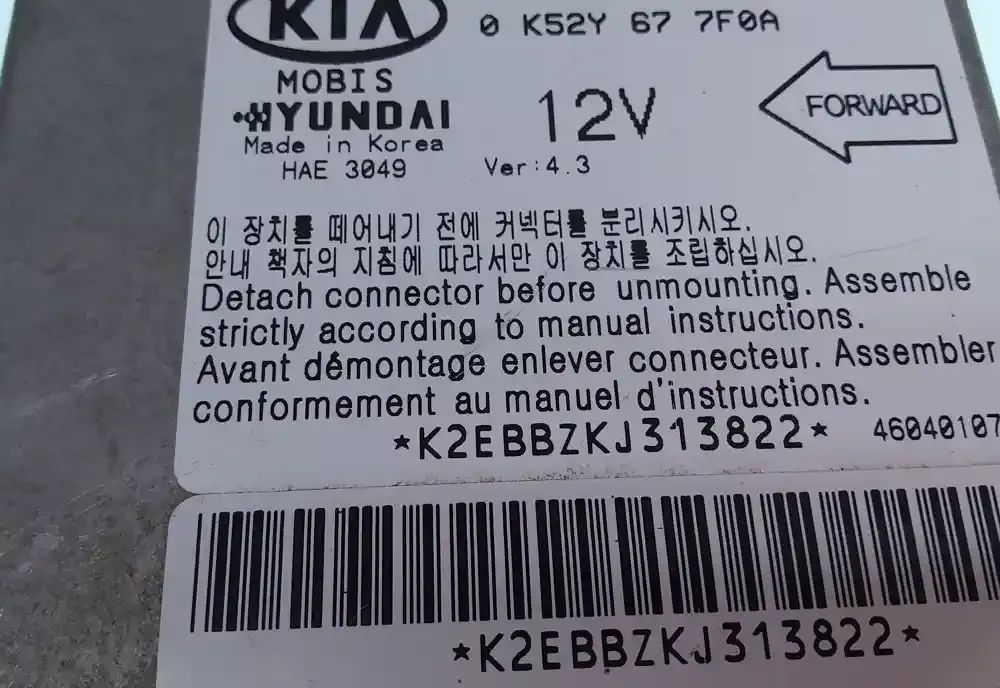 KIA
0 K52Y 67 7F0A
MOBIS
HYUNDAI
Made in Korea
HAE 3049
12V
Ver:4.3
FORWARD
이 장치를 떼어내기 전에 커넥터를 분리시키시오.
안내 책자의 지침에 따라서만 이 장치를 조립하십시오.
Detach connector before unmounting. Assemble
strictly according to manual instructions.
Avant démontage enlever connecteur. Assembler
conformement au manuel d'instructions.
*K2EBBZKJ313822*
46040107
*K2EBBZKJ313822*